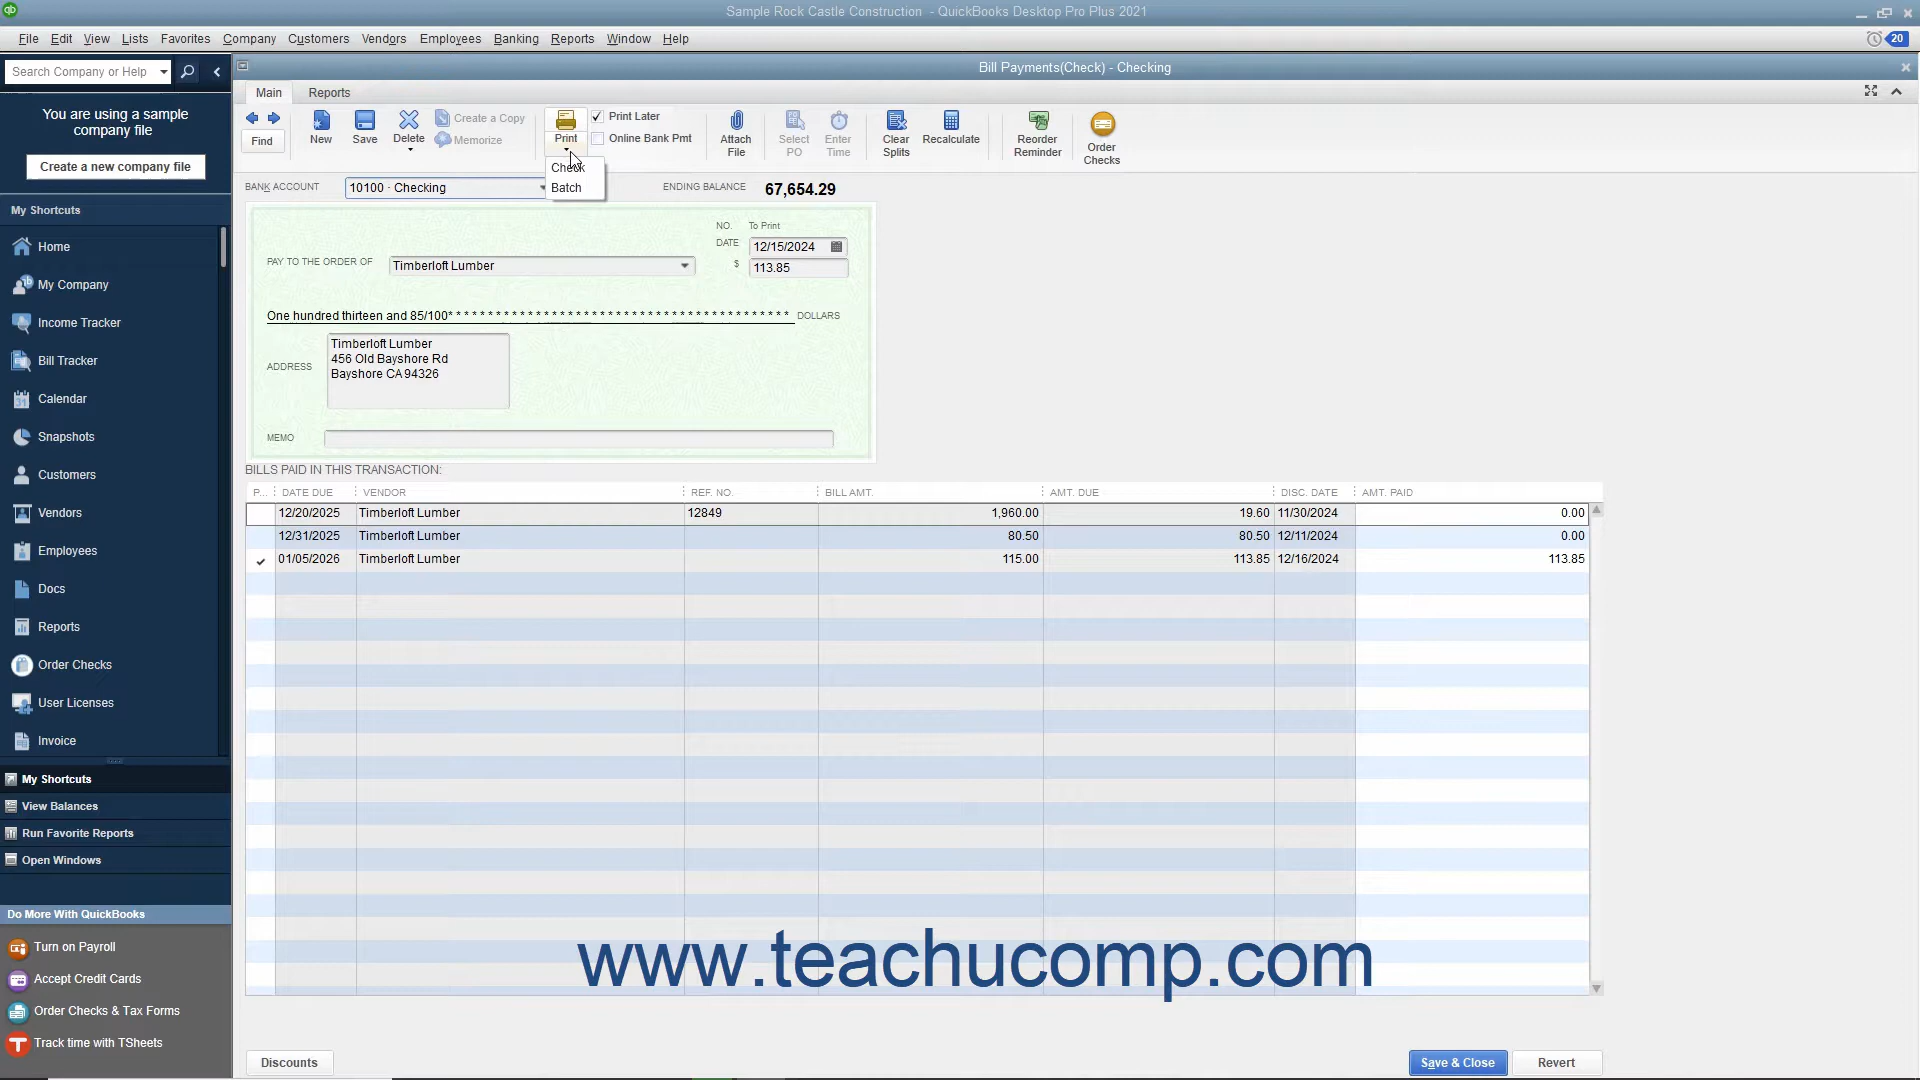 Sample Rock Castle Construction - QuickBooks Desktop Pro Plus 2021
File Edit View Lists Favorites Company Customers Vendors Employees Banking Reports Window Help
20
Search Company or Help
Bill Payments(Check) - Checking
You are using a sample
company file
Create a new company file
My Shortcuts
Home
My Company
Income Tracker
Bill Tracker
Calendar
Snapshots
Customers
Vendors
Employees
Docs
Reports
Order Checks
User Licenses
Invoice
My Shortcuts
View Balances
Run Favorite Reports
Open Windows
Do More With QuickBooks
Turn on Payroll
Accept Credit Cards
Order Checks & Tax Forms
Track time with TSheets
Main Reports
Find
New
Save
Delete
Create a Copy
Memorize
Print
Print Later
Online Bank Pmt
Attach
File
Select
PO
Enter
Time
Clear
Splits
Recalculate
Reorder
Reminder
Order
Checks
Check
Batch
BANK ACCOUNT 10100 · Checking ENDING BALANCE 67,654.29
NO. To Print
DATE 12/15/2024
PAY TO THE ORDER OF Timberloft Lumber $ 113.85
One hundred thirteen and 85/100* * * * * * * * * * * * * * * * * * * * * * * * * * * * * * * * * * * * * * * * * * DOLLARS
ADDRESS
Timberloft Lumber
456 Old Bayshore Rd
Bayshore CA 94326
MEMO
BILLS PAID IN THIS TRANSACTION:
P... DATE DUE VENDOR REF. NO. BILL AMT. AMT. DUE DISC. DATE AMT. PAID
12/20/2025 Timberloft Lumber 12849 1,960.00 19.60 11/30/2024 0.00
12/31/2025 Timberloft Lumber 80.50 80.50 12/11/2024 0.00
01/05/2026 Timberloft Lumber 115.00 113.85 12/16/2024 113.85
www.teachucomp.com
Discounts Save & Close Revert